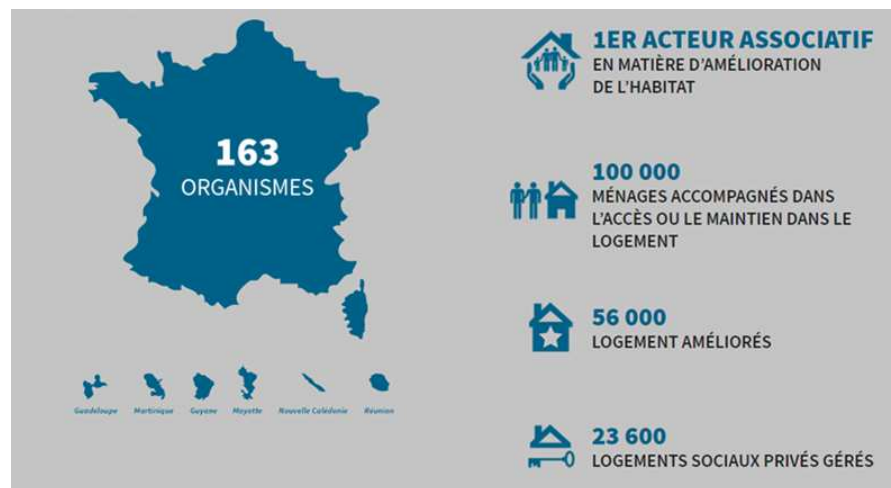 163
ORGANISMES
Guadeloupe
Martinique
Guyane
Mayotte
Nouvelle Calédonie
Réunion
1ER ACTEUR ASSOCIATIF
EN MATIÈRE D'AMÉLIORATION
DE L'HABITAT
100 000
MÉNAGES ACCOMPAGNÉS DANS
L'ACCÈS OU LE MAINTIEN DANS LE
LOGEMENT
56 000
LOGEMENT AMÉLIORÉS
23 600
LOGEMENTS SOCIAUX PRIVÉS GÉRÉS